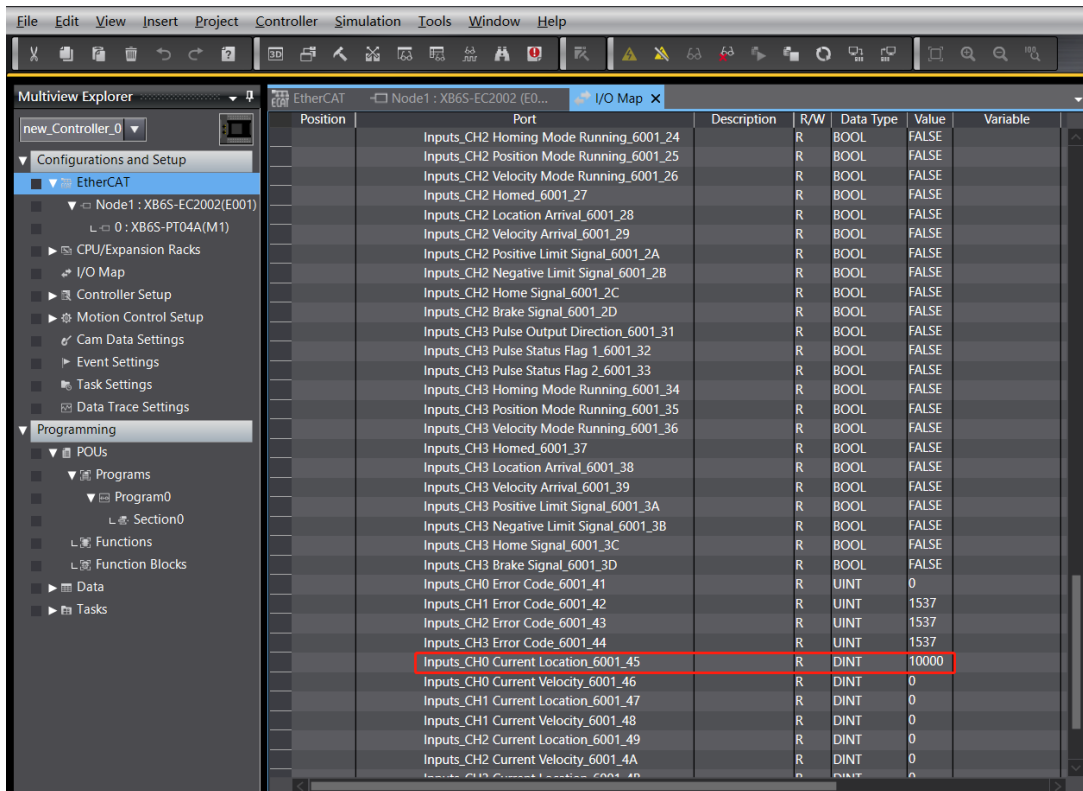 File Edit View Insert Project Controller Simulation Tools Window Help
Multiview Explorer
new_Controller_0
Configurations and Setup
EtherCAT
Node1 : XB6S-EC2002(E001)
0 : XB6S-PT04A(M1)
CPU/Expansion Racks
I/O Map
Controller Setup
Motion Control Setup
Cam Data Settings
Event Settings
Task Settings
Data Trace Settings
Programming
POUs
Programs
Program0
Section0
Functions
Function Blocks
Data
Tasks
EtherCAT Node1 : XB6S-EC2002 (E0... I/O Map
Position Port Description R/W Data Type Value Variable
Inputs_CH2 Homing Mode Running_6001_24 R BOOL FALSE
Inputs_CH2 Position Mode Running_6001_25 R BOOL FALSE
Inputs_CH2 Velocity Mode Running_6001_26 R BOOL FALSE
Inputs_CH2 Homed_6001_27 R BOOL FALSE
Inputs_CH2 Location Arrival_6001_28 R BOOL FALSE
Inputs_CH2 Velocity Arrival_6001_29 R BOOL FALSE
Inputs_CH2 Positive Limit Signal_6001_2A R BOOL FALSE
Inputs_CH2 Negative Limit Signal_6001_2B R BOOL FALSE
Inputs_CH2 Home Signal_6001_2C R BOOL FALSE
Inputs_CH2 Brake Signal_6001_2D R BOOL FALSE
Inputs_CH3 Pulse Output Direction_6001_31 R BOOL FALSE
Inputs_CH3 Pulse Status Flag 1_6001_32 R BOOL FALSE
Inputs_CH3 Pulse Status Flag 2_6001_33 R BOOL FALSE
Inputs_CH3 Homing Mode Running_6001_34 R BOOL FALSE
Inputs_CH3 Position Mode Running_6001_35 R BOOL FALSE
Inputs_CH3 Velocity Mode Running_6001_36 R BOOL FALSE
Inputs_CH3 Homed_6001_37 R BOOL FALSE
Inputs_CH3 Location Arrival_6001_38 R BOOL FALSE
Inputs_CH3 Velocity Arrival_6001_39 R BOOL FALSE
Inputs_CH3 Positive Limit Signal_6001_3A R BOOL FALSE
Inputs_CH3 Negative Limit Signal_6001_3B R BOOL FALSE
Inputs_CH3 Home Signal_6001_3C R BOOL FALSE
Inputs_CH3 Brake Signal_6001_3D R BOOL FALSE
Inputs_CH0 Error Code_6001_41 R UINT 0
Inputs_CH1 Error Code_6001_42 R UINT 1537
Inputs_CH2 Error Code_6001_43 R UINT 1537
Inputs_CH3 Error Code_6001_44 R UINT 1537
Inputs_CH0 Current Location_6001_45 R DINT 10000
Inputs_CH0 Current Velocity_6001_46 R DINT 0
Inputs_CH1 Current Location_6001_47 R DINT 0
Inputs_CH1 Current Velocity_6001_48 R DINT 0
Inputs_CH2 Current Location_6001_49 R DINT 0
Inputs_CH2 Current Velocity_6001_4A R DINT 0